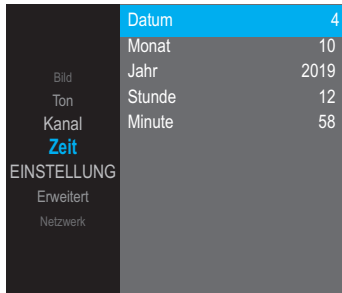 Bild
Ton
Kanal
Zeit
EINSTELLUNG
Erweitert
Netzwerk
Datum 4
Monat 10
Jahr 2019
Stunde 12
Minute 58